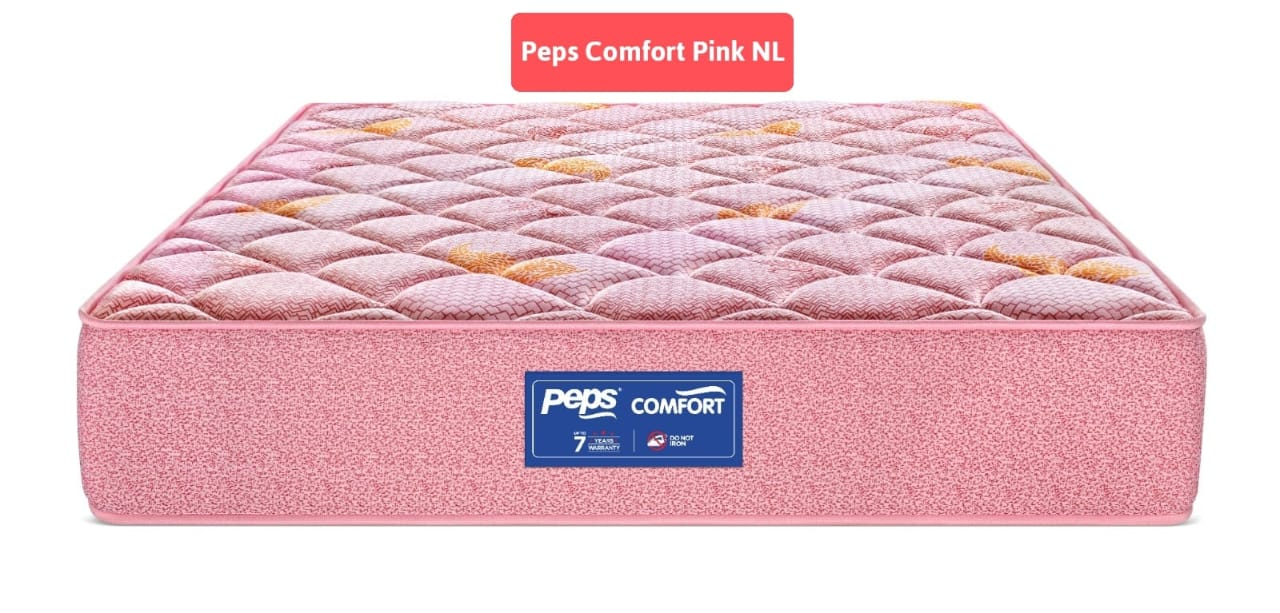 Peps Comfort Pink NL
Peps® COMFORT
UP TO
7 YEARS
WARRANTY
DO NOT
IRON